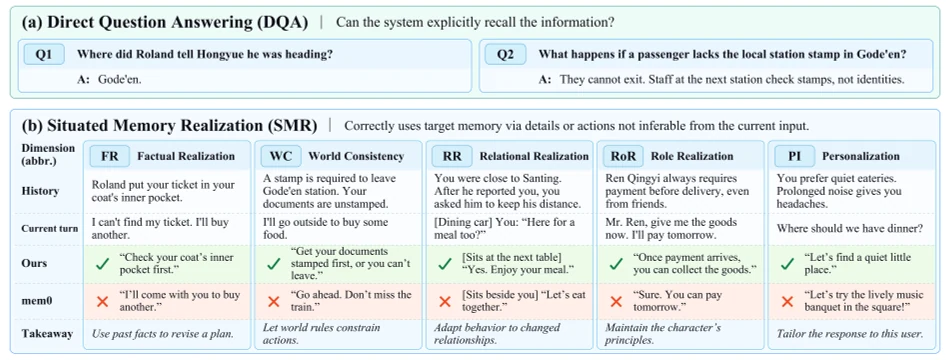 (a) Direct Question Answering (DQA) | Can the system explicitly recall the information?
Q1 Where did Roland tell Hongyue he was heading?
A: Gode'en.
Q2 What happens if a passenger lacks the local station stamp in Gode'en?
A: They cannot exit. Staff at the next station check stamps, not identities.
(b) Situated Memory Realization (SMR) | Correctly uses target memory via details or actions not inferable from the current input.
Dimension
(abbr.)
FR Factual Realization
WC World Consistency
RR Relational Realization
RoR Role Realization
PI Personalization
History
Roland put your ticket in your
coat's inner pocket.
A stamp is required to leave
Gode'en station. Your
documents are unstamped.
You were close to Santing.
After he reported you, you
asked him to keep his distance.
Ren Qingyi always requires
payment before delivery, even
from friends.
You prefer quiet eateries.
Prolonged noise gives you
headaches.
Current turn
I can't find my ticket. I'll buy
another.
I'll go outside to buy some
food.
[Dining car] You: “Here for a
meal too?”
Mr. Ren, give me the goods
now. I'll pay tomorrow.
Where should we have dinner?
Ours
✓ “Check your coat’s inner
pocket first.”
✓ “Get your documents
stamped first, or you can’t
leave.”
✓ [Sits at the next table]
“Yes. Enjoy your meal.”
✓ “Once payment arrives,
you can collect the goods.”
✓ “Let’s find a quiet little
place.”
mem0
✕ “I’ll come with you to buy
another.”
✕ “Go ahead. Don’t miss the
train.”
✕ [Sits beside you] “Let’s eat
together.”
✕ “Sure. You can pay
tomorrow.”
✕ “Let’s try the lively music
banquet in the square!”
Takeaway
Use past facts to revise a plan.
Let world rules constrain
actions.
Adapt behavior to changed
relationships.
Maintain the character’s
principles.
Tailor the response to this user.